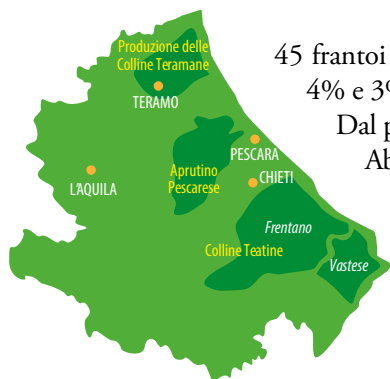 Produzione delle
Colline Teramane
TERAMO
45 frantoi
4% e 3%
Dal p
Ab
PESCARA
CHIETI
L'AQUILA
Aprutino
Pescarese
Frentano
Colline Teatine
Vastese